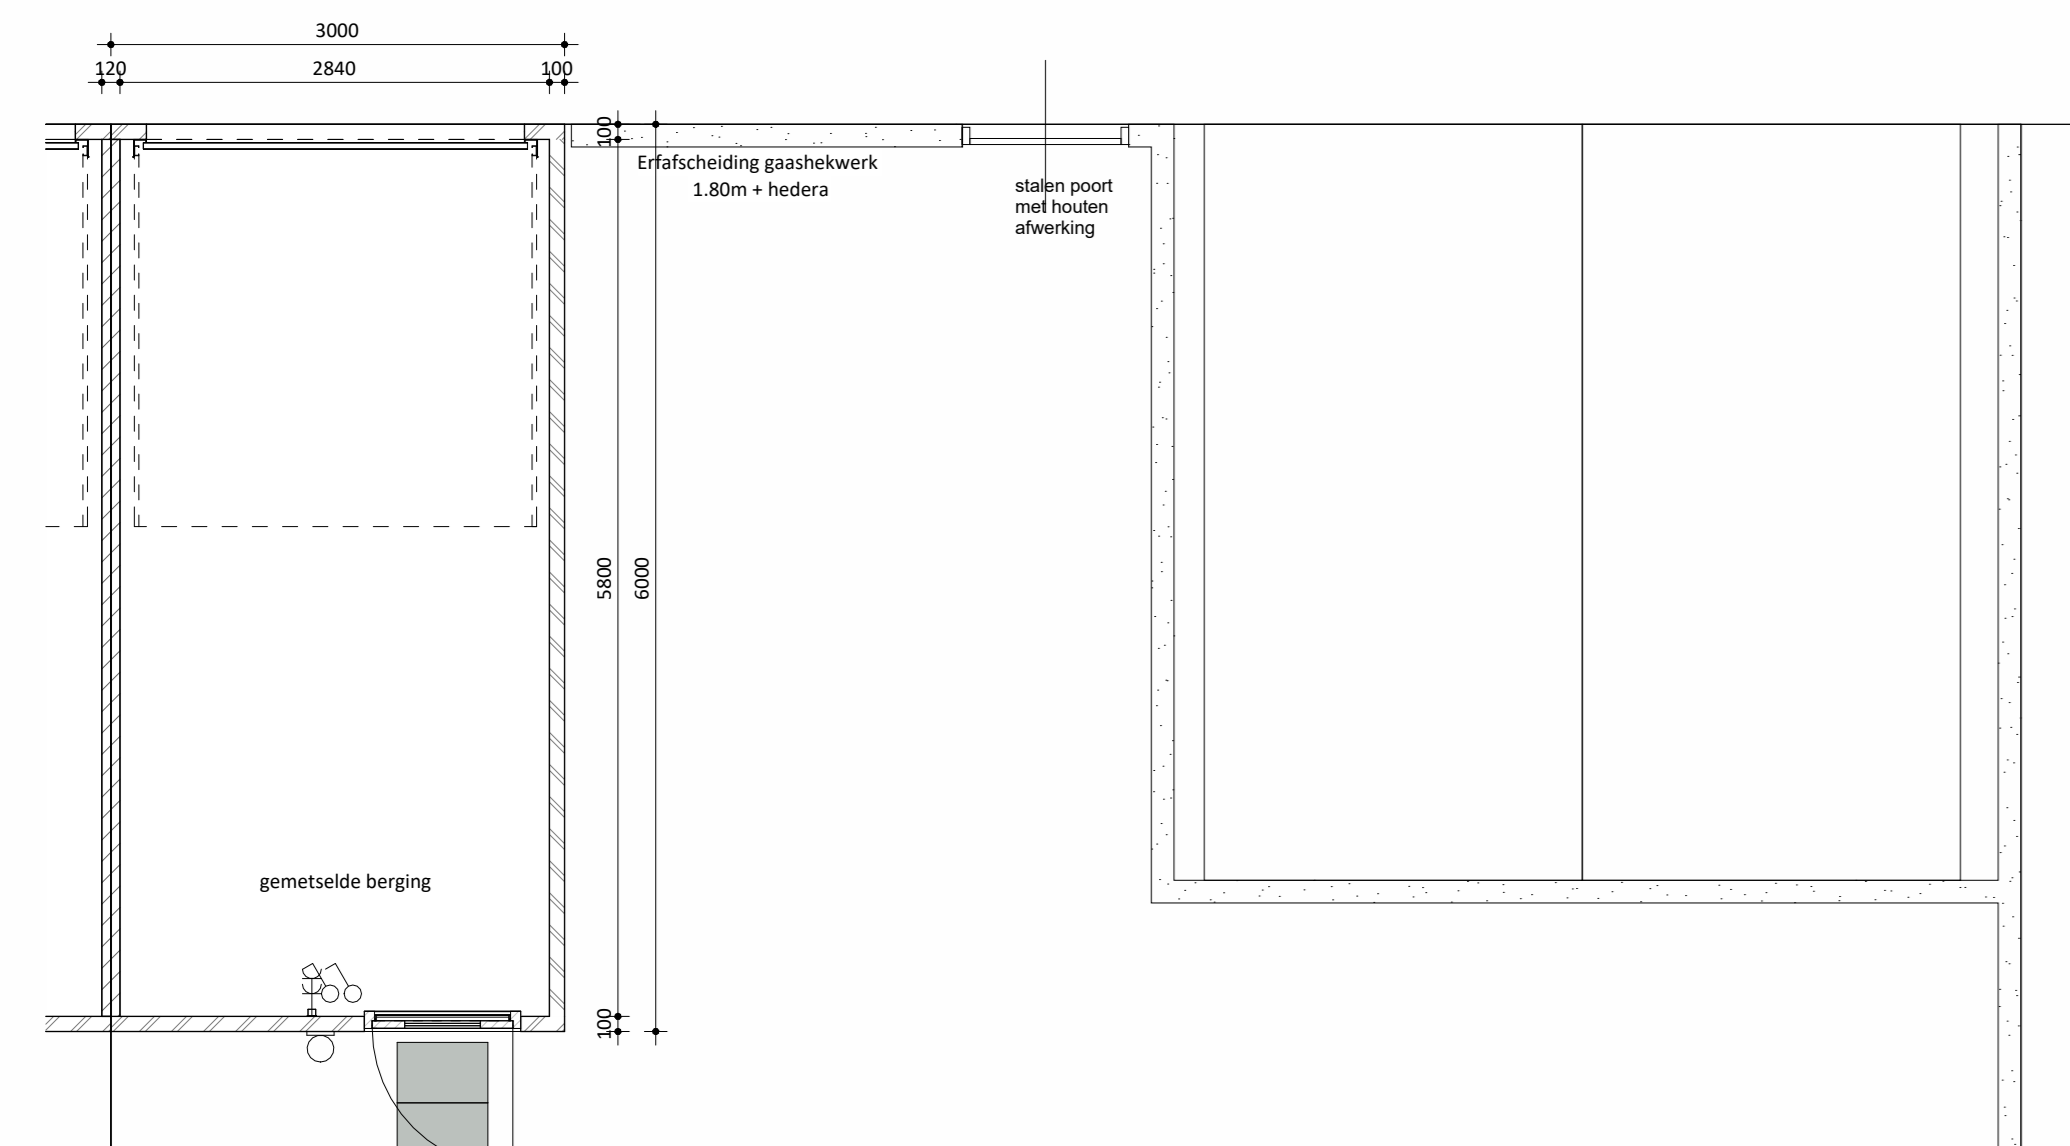 3000
120
2840
100
100
Erfafscheiding gaashekwerk
1.80m + hedera
stalen poort
met houten
afwerking
5800
6000
gemetselde berging
100